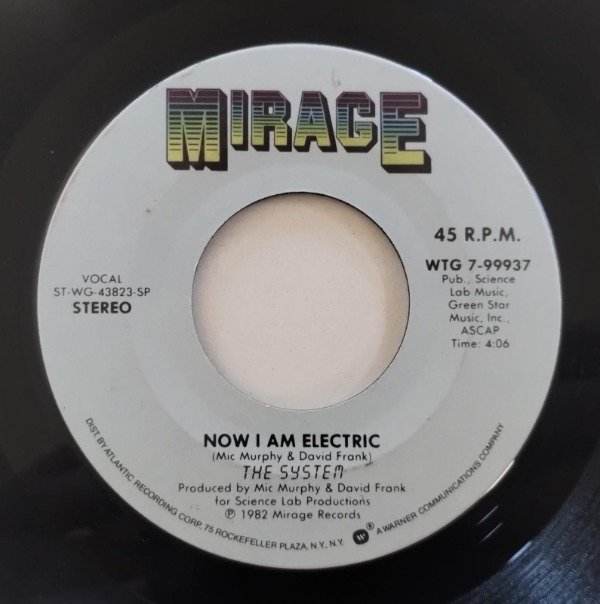 MIRAGE
45 R.P.M.
WTG 7-99937
Pub., Science
Lab Music,
Green Star
Music, Inc.,
ASCAP
Time: 4:06
VOCAL
ST-WG-43823-SP
STEREO
NOW I AM ELECTRIC
(Mic Murphy & David Frank)
THE SYSTEM
Produced by Mic Murphy & David Frank
for Science Lab Productions
℗ 1982 Mirage Records
DIST. BY ATLANTIC RECORDING CORP. 75 ROCKEFELLER PLAZA, N.Y., N.Y. ® A WARNER COMMUNICATIONS COMPANY